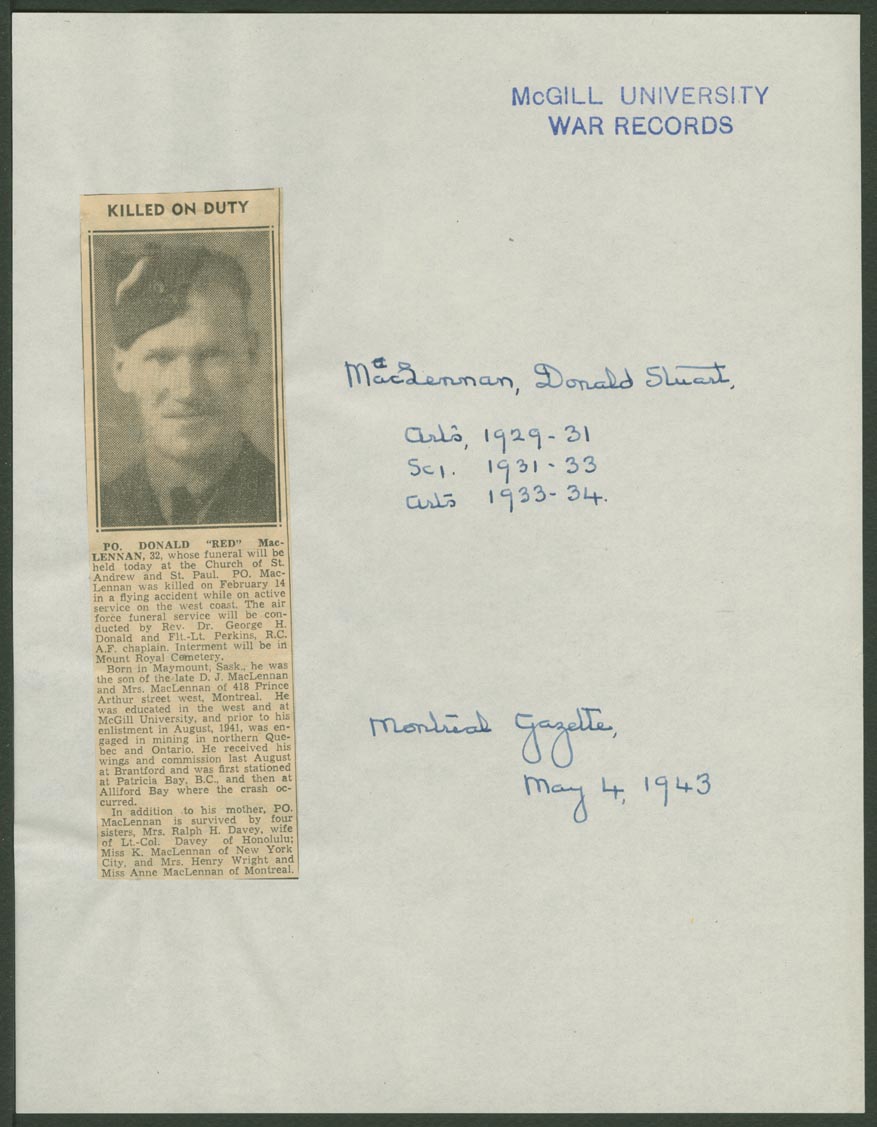 McGILL UNIVERSITY
WAR RECORDS
KILLED ON DUTY
PO. DONALD "RED" Mac-
LENNAN, 32, whose funeral will be
held today at the Church of St.
Andrew and St. Paul. PO. Mac-
Lennan was killed on February 14
in a flying accident while on active
service on the west coast. The air
force funeral service will be con-
ducted by Rev. Dr. George H.
Donald and Flt.-Lt. Perkins, R.C.
A.F. chaplain. Interment will be in
Mount Royal Cemetery.
Born in Maymount, Sask., he was
the son of the late D. J. MacLennan
and Mrs. MacLennan of 418 Prince
Arthur street west, Montreal. He
was educated in the west and at
McGill University, and prior to his
enlistment in August, 1941, was en-
gaged in mining in northern Que-
bec and Ontario. He received his
wings and commission last August
at Brantford and was first stationed
at Patricia Bay, B.C., and then at
Alliford Bay where the crash oc-
curred.
In addition to his mother, PO.
MacLennan is survived by four
sisters, Mrs. Ralph H. Davey, wife
of Lt.-Col. Davey of Honolulu;
Miss K. MacLennan of New York
City, and Mrs. Henry Wright and
Miss Anne MacLennan of Montreal.
MacLennan, Donald Stuart.
Arts, 1929-31
Sci. 1931-33
Arts 1933-34.
Montreal Gazette,
May 4, 1943